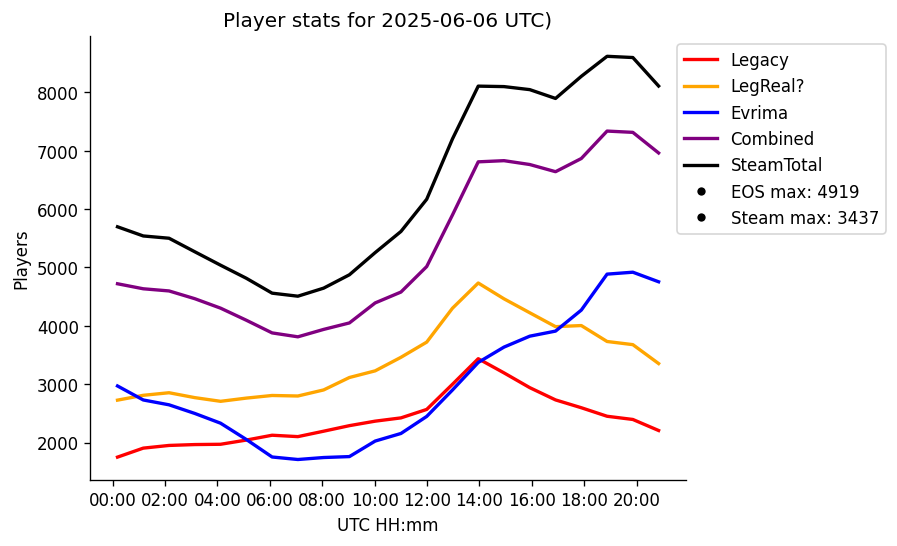 Player stats for 2025-06-06 UTC)
Legacy
LegReal?
Evrima
Combined
SteamTotal
EOS max: 4919
Steam max: 3437
Players
8000
7000
6000
5000
4000
3000
2000
00:00 02:00 04:00 06:00 08:00 10:00 12:00 14:00 16:00 18:00 20:00
UTC HH:mm